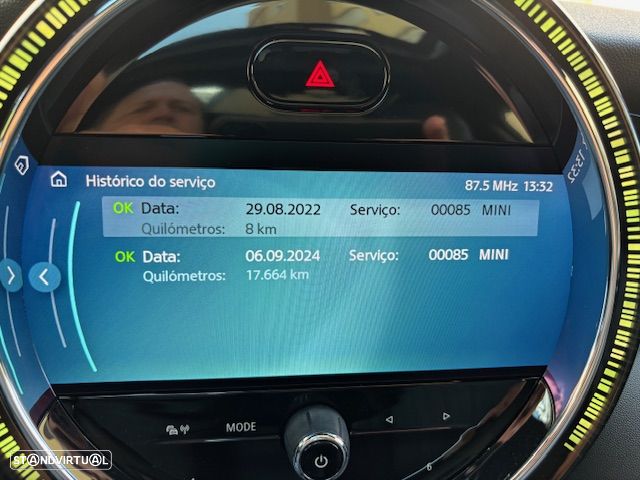 Histórico do serviço 87.5 MHz 13:32
OK Data: 29.08.2022 Serviço: 00085 MINI
Quilómetros: 8 km
OK Data: 06.09.2024 Serviço: 00085 MINI
Quilómetros: 17.664 km
MODE
6
STANDVIRTUAL